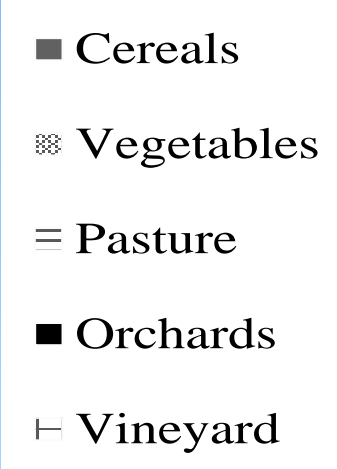 Cereals
Vegetables
Pasture
Orchards
Vineyard